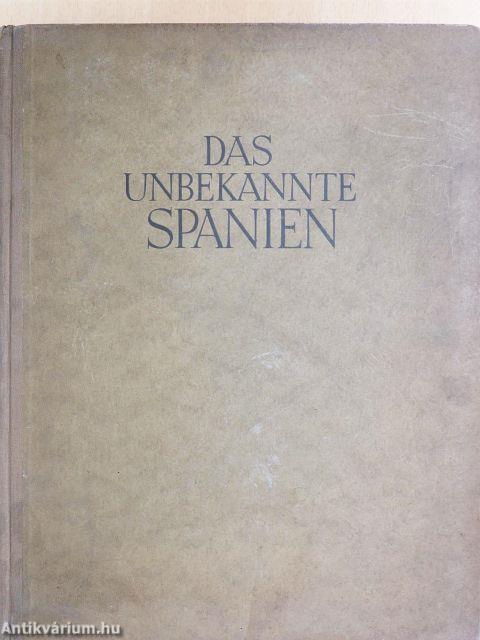 DAS
UNBEKANNTE
SPANIEN
Antikvárium.hu